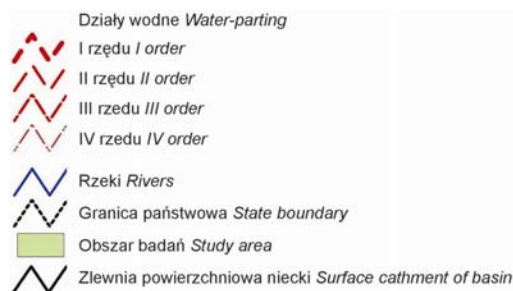 Działy wodne Water-parting
I rzędu I order
II rzędu II order
III rzedu III order
IV rzedu IV order
Rzeki Rivers
Granica państwowa State boundary
Obszar badań Study area
Zlewnia powierzchniowa niecki Surface cathment of basin